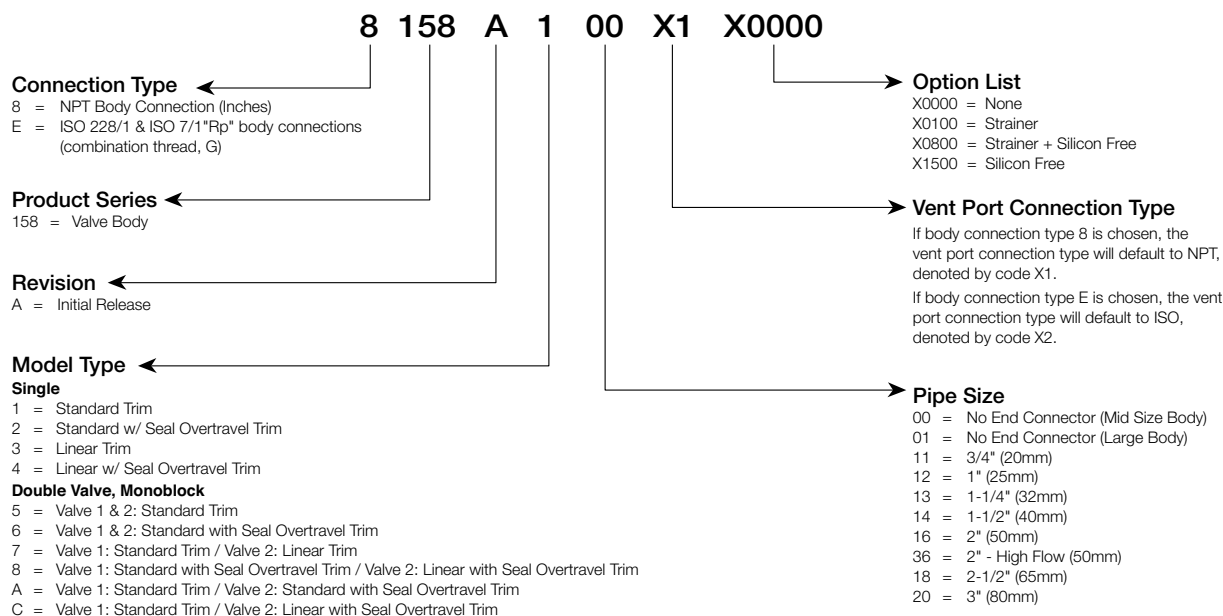 8 158 A 1 00 X1 X0000
Connection Type
8 = NPT Body Connection (Inches)
E = ISO 228/1 & ISO 7/1"Rp" body connections
(combination thread, G)
Product Series
158 = Valve Body
Revision
A = Initial Release
Model Type
Single
1 = Standard Trim
2 = Standard w/ Seal Overtravel Trim
3 = Linear Trim
4 = Linear w/ Seal Overtravel Trim
Double Valve, Monoblock
5 = Valve 1 & 2: Standard Trim
6 = Valve 1 & 2: Standard with Seal Overtravel Trim
7 = Valve 1: Standard Trim / Valve 2: Linear Trim
8 = Valve 1: Standard with Seal Overtravel Trim / Valve 2: Linear with Seal Overtravel Trim
A = Valve 1: Standard Trim / Valve 2: Standard with Seal Overtravel Trim
C = Valve 1: Standard Trim / Valve 2: Linear with Seal Overtravel Trim
Option List
X0000 = None
X0100 = Strainer
X0800 = Strainer + Silicon Free
X1500 = Silicon Free
Vent Port Connection Type
If body connection type 8 is chosen, the
vent port connection type will default to NPT,
denoted by code X1.
If body connection type E is chosen, the vent
port connection type will default to ISO,
denoted by code X2.
Pipe Size
00 = No End Connector (Mid Size Body)
01 = No End Connector (Large Body)
11 = 3/4" (20mm)
12 = 1" (25mm)
13 = 1-1/4" (32mm)
14 = 1-1/2" (40mm)
16 = 2" (50mm)
36 = 2" - High Flow (50mm)
18 = 2-1/2" (65mm)
20 = 3" (80mm)